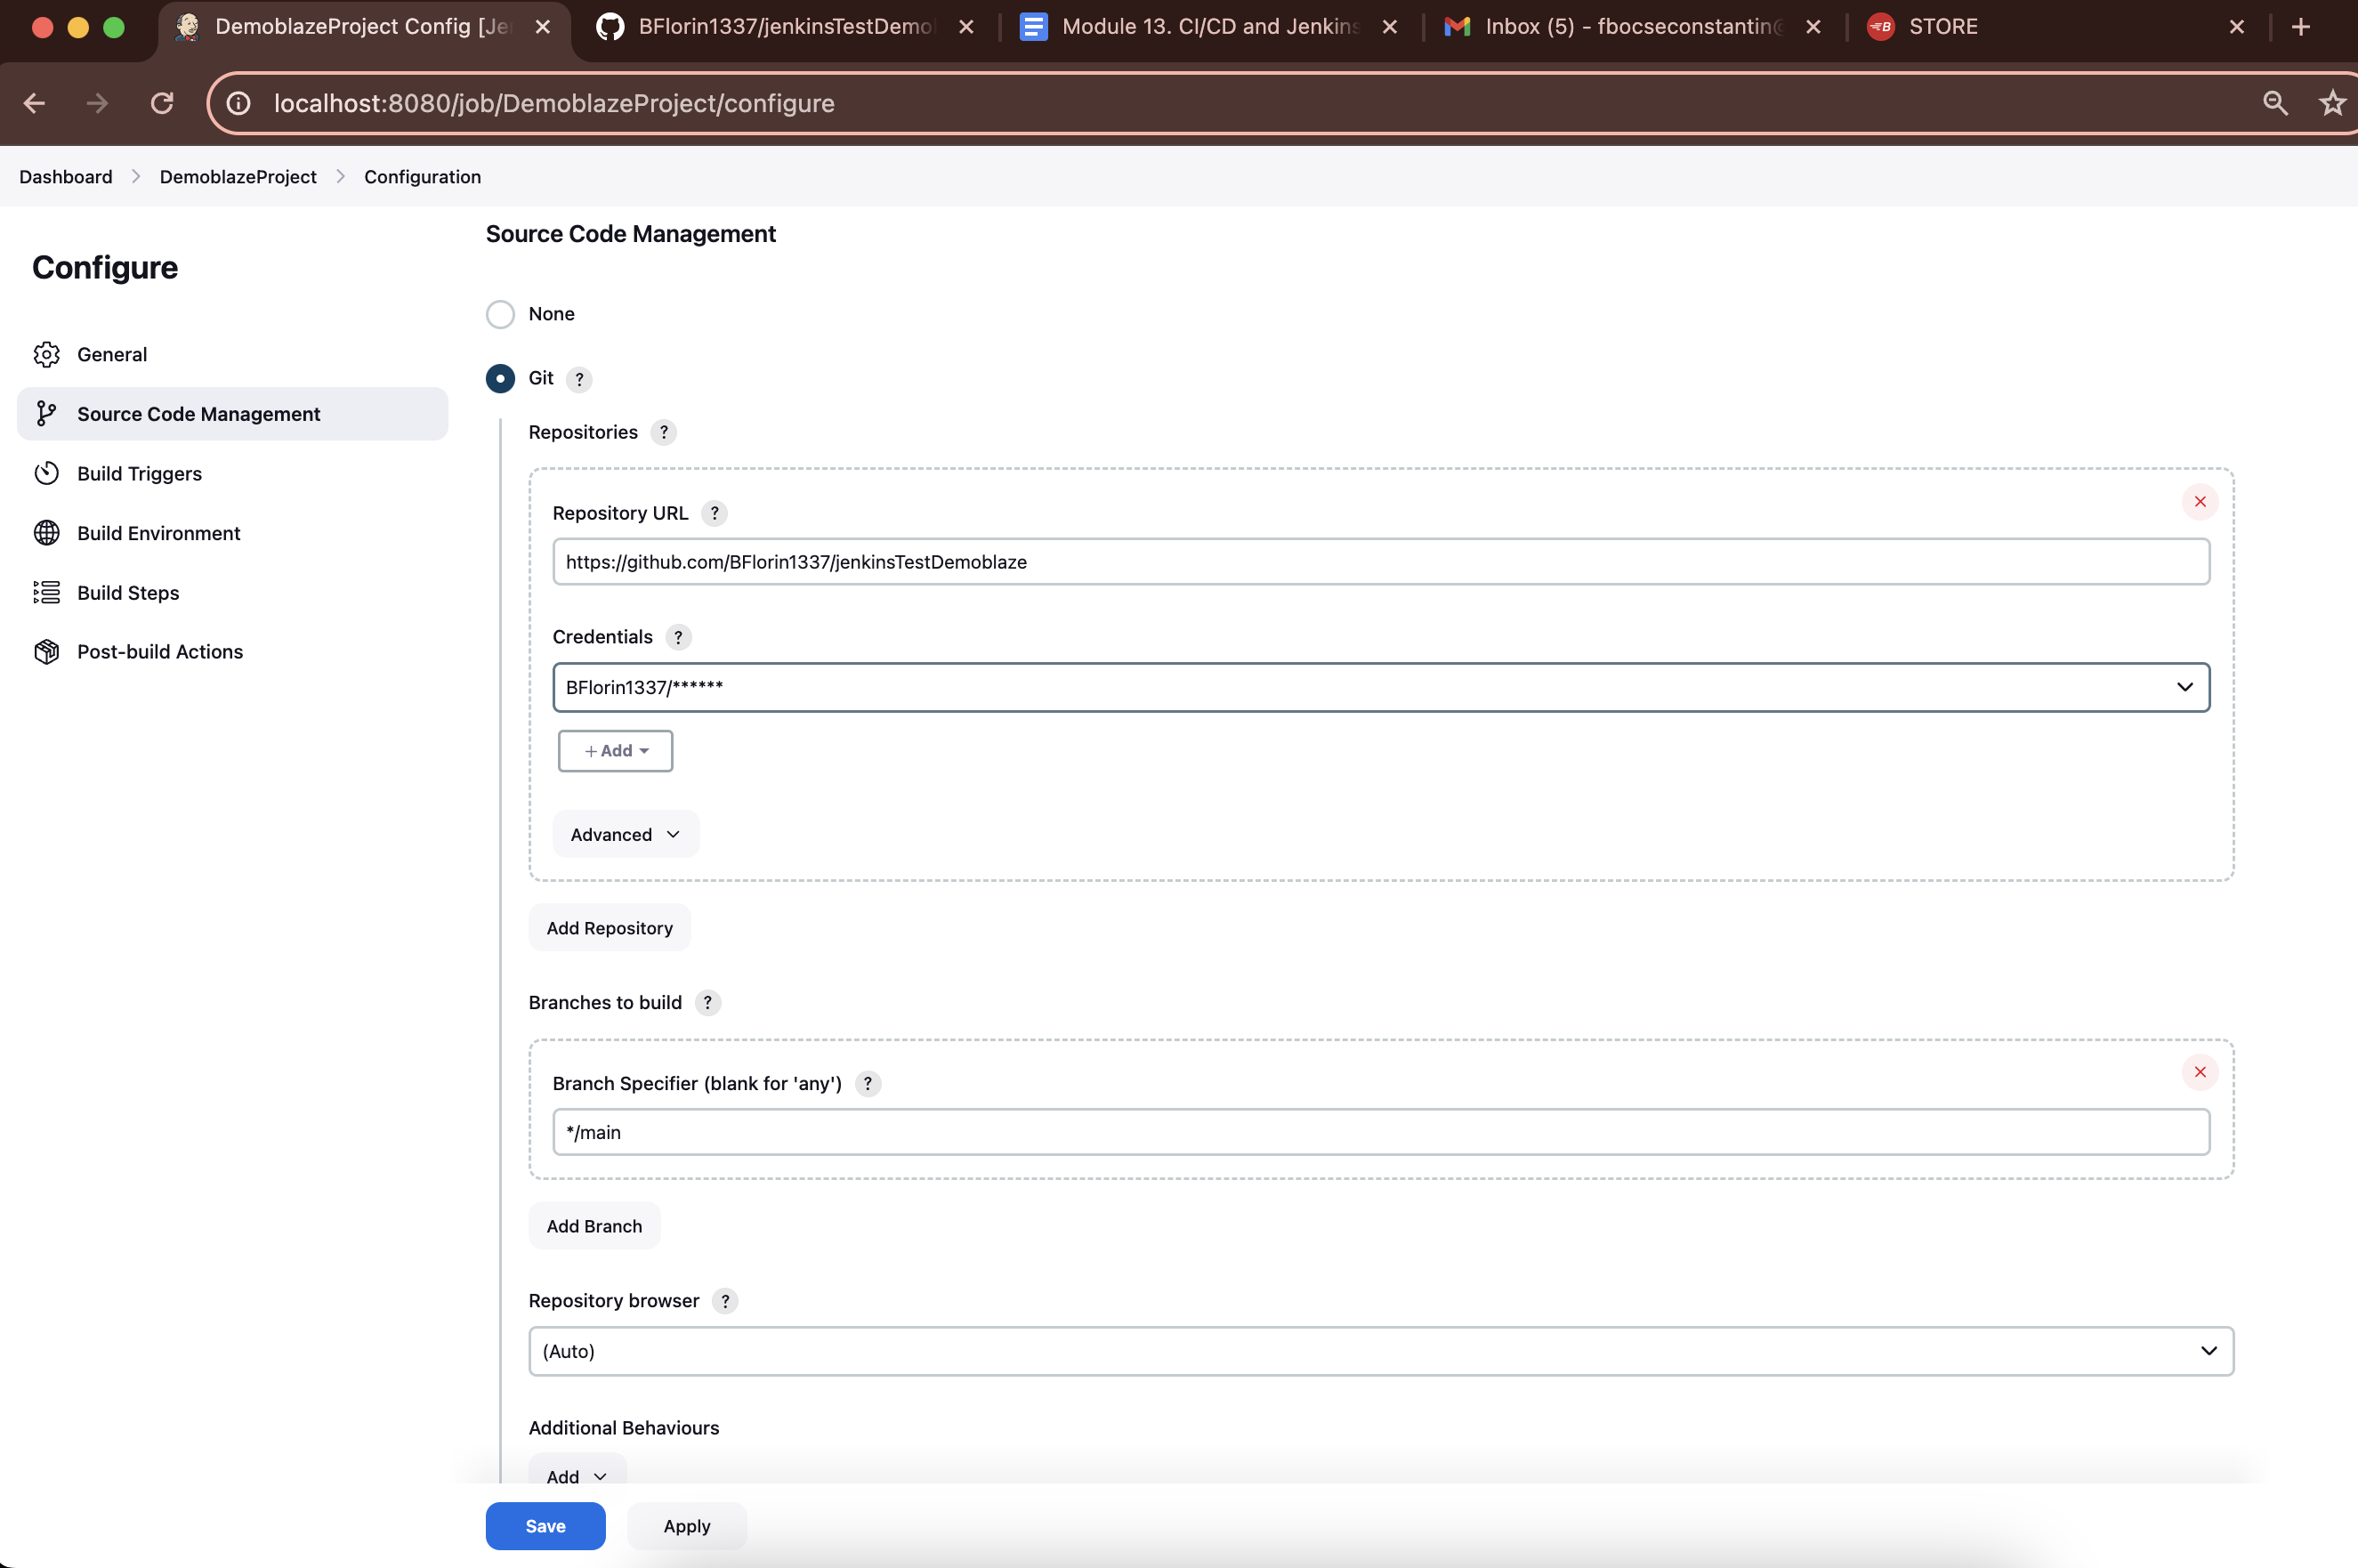 DemoblazeProject Config [Je
BFlorin1337/jenkinsTestDemo
Module 13. CI/CD and Jenkins
Inbox (5) - fbocseconstantin@
STORE
localhost:8080/job/DemoblazeProject/configure
Dashboard
DemoblazeProject
Configuration
Configure
General
Source Code Management
Build Triggers
Build Environment
Build Steps
Post-build Actions
Source Code Management
None
Git ?
Repositories ?
Repository URL ?
https://github.com/BFlorin1337/jenkinsTestDemoblaze
Credentials ?
BFlorin1337/******
+ Add
Advanced
Add Repository
Branches to build ?
Branch Specifier (blank for 'any') ?
*/main
Add Branch
Repository browser ?
(Auto)
Additional Behaviours
Add
Save
Apply